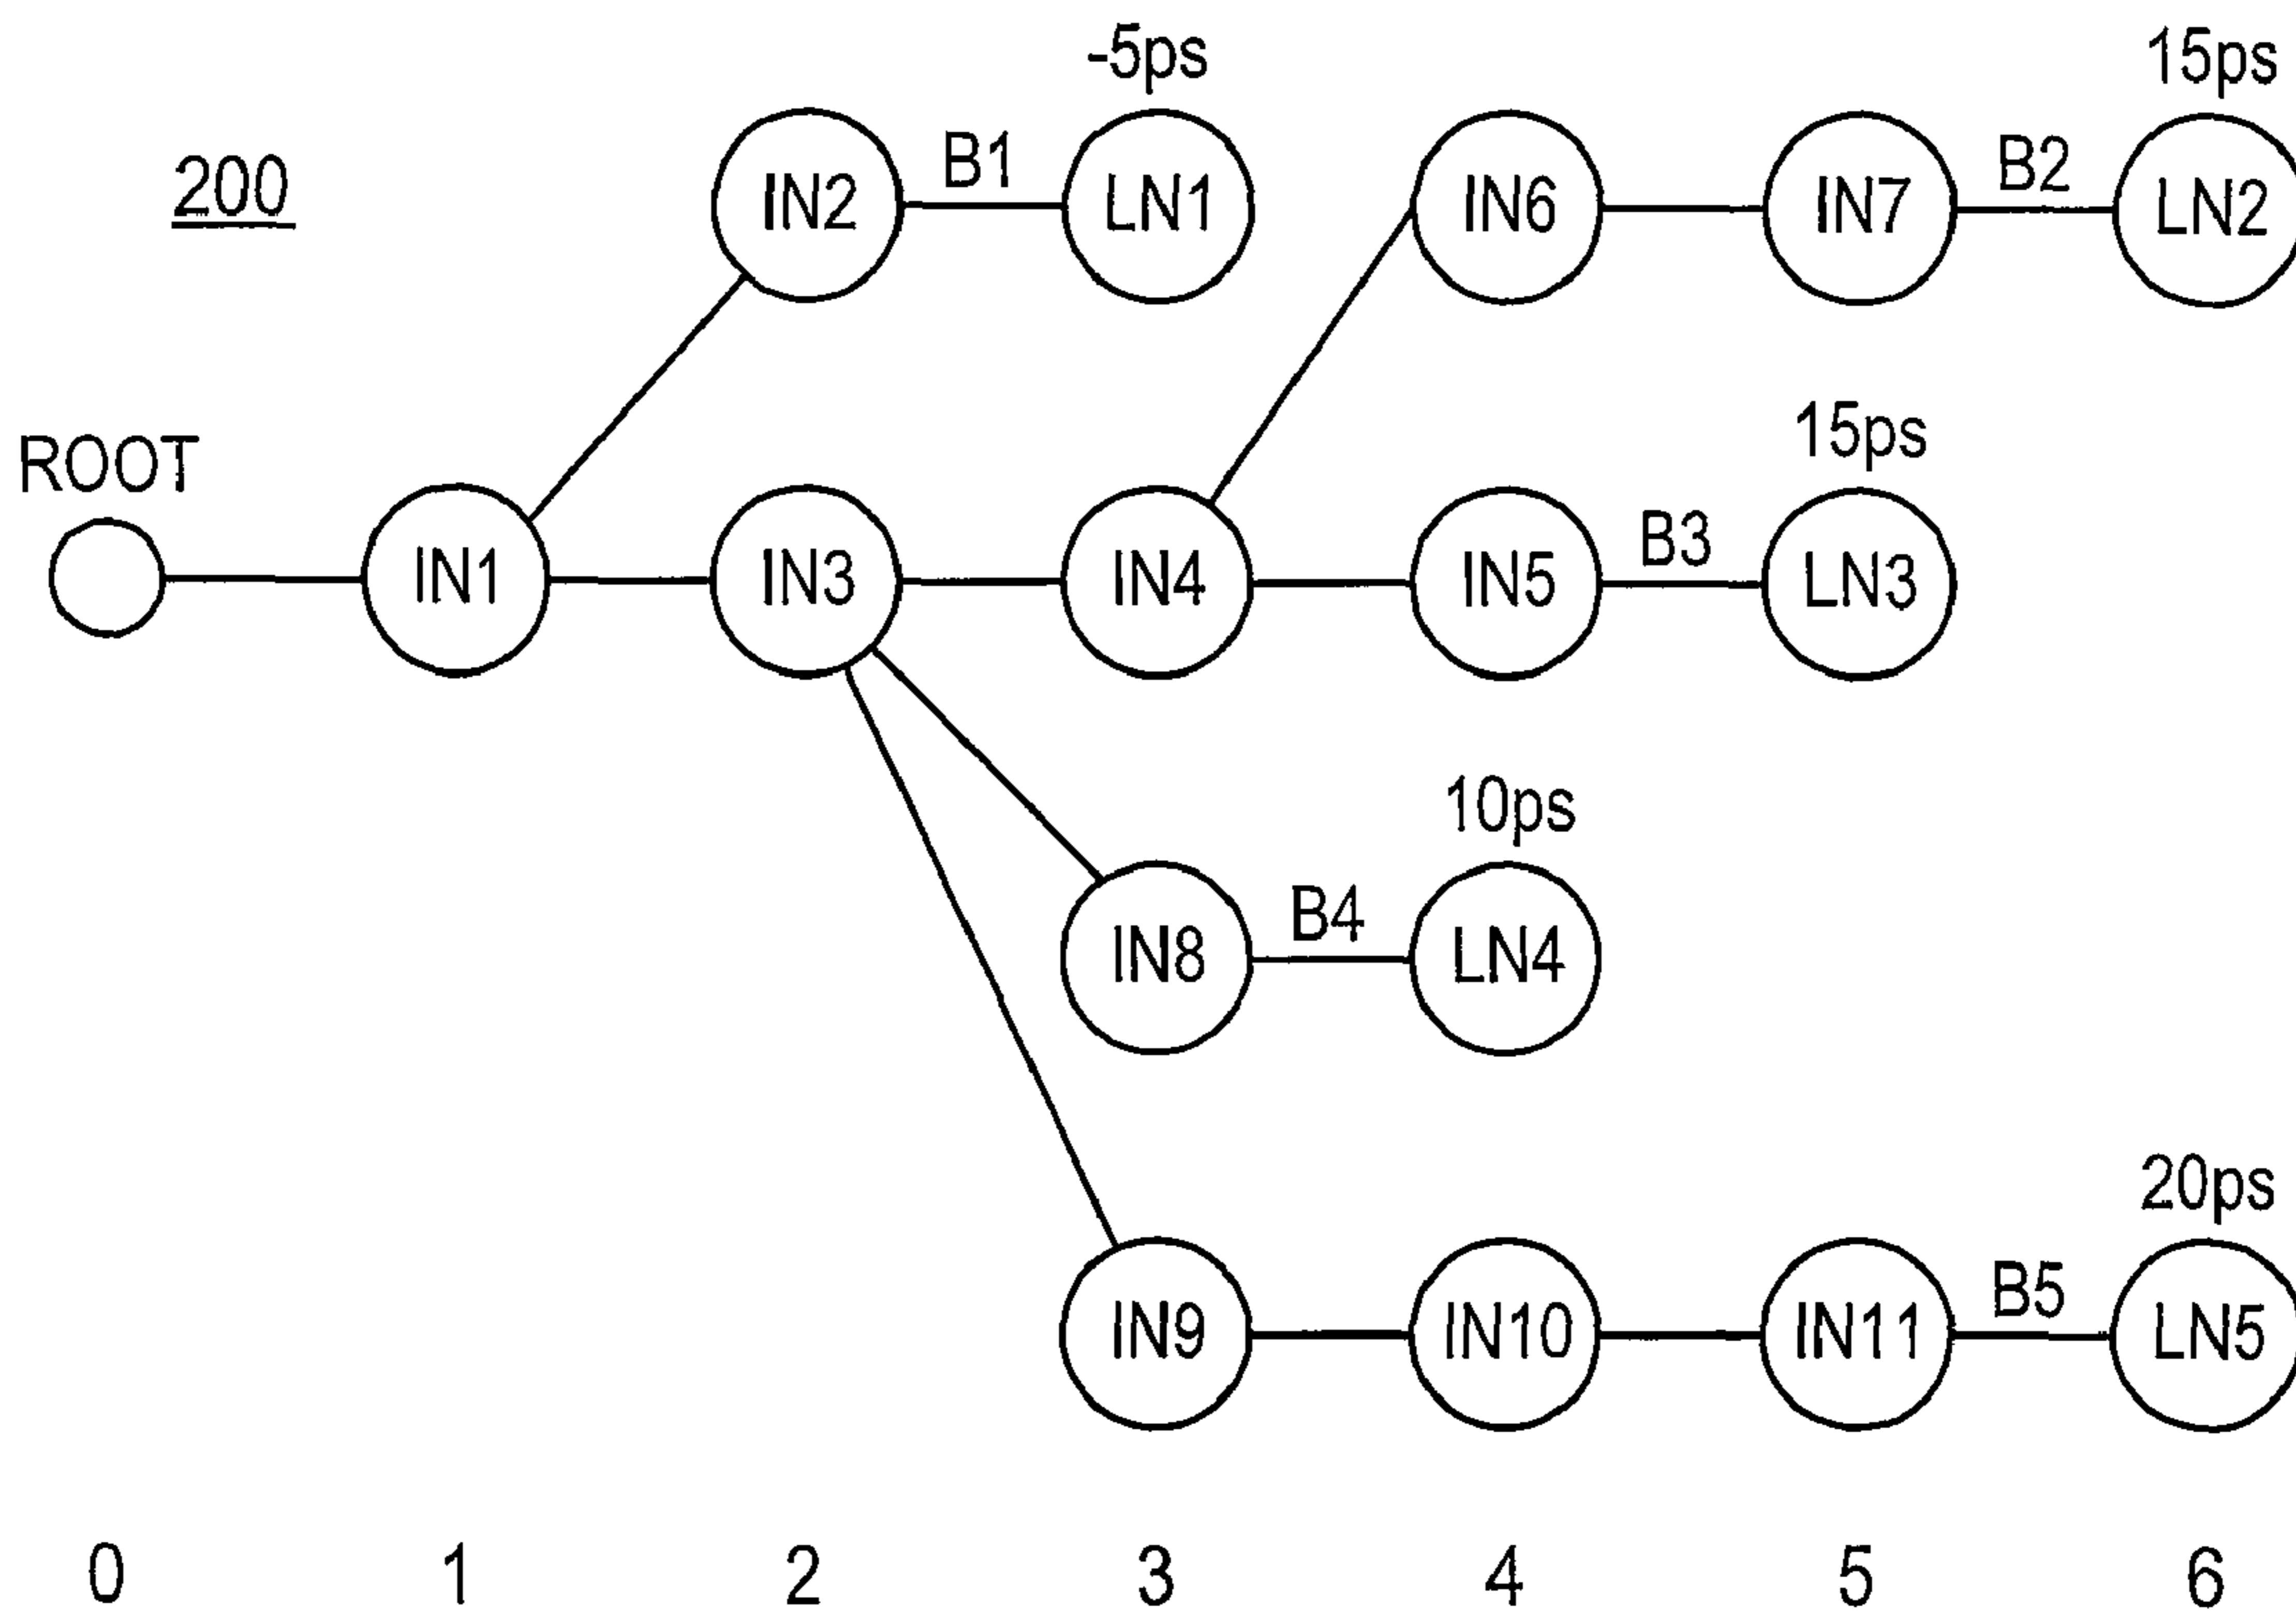 -5ps
15ps
200
IN2
B1
LN1
IN6
IN7
B2
LN2
ROOT
15ps
IN1
IN3
IN4
IN5
B3
LN3
10ps
IN8
B4
LN4
20ps
IN9
IN10
IN11
B5
LN5
0 1 2 3 4 5 6